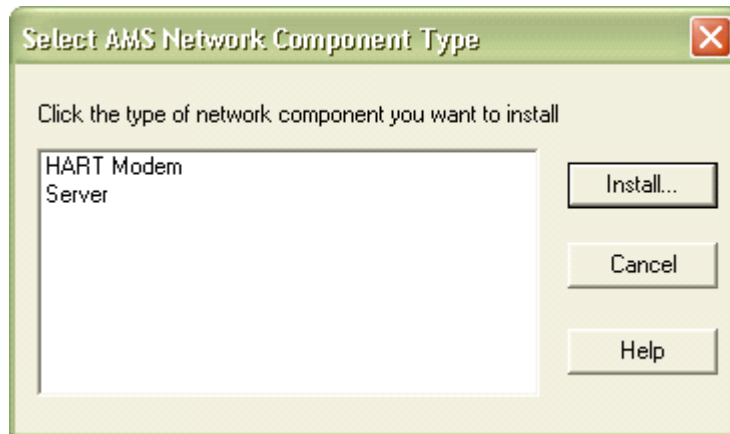 Select AMS Network Component Type
Click the type of network component you want to install
HART Modem
Server
Install...
Cancel
Help